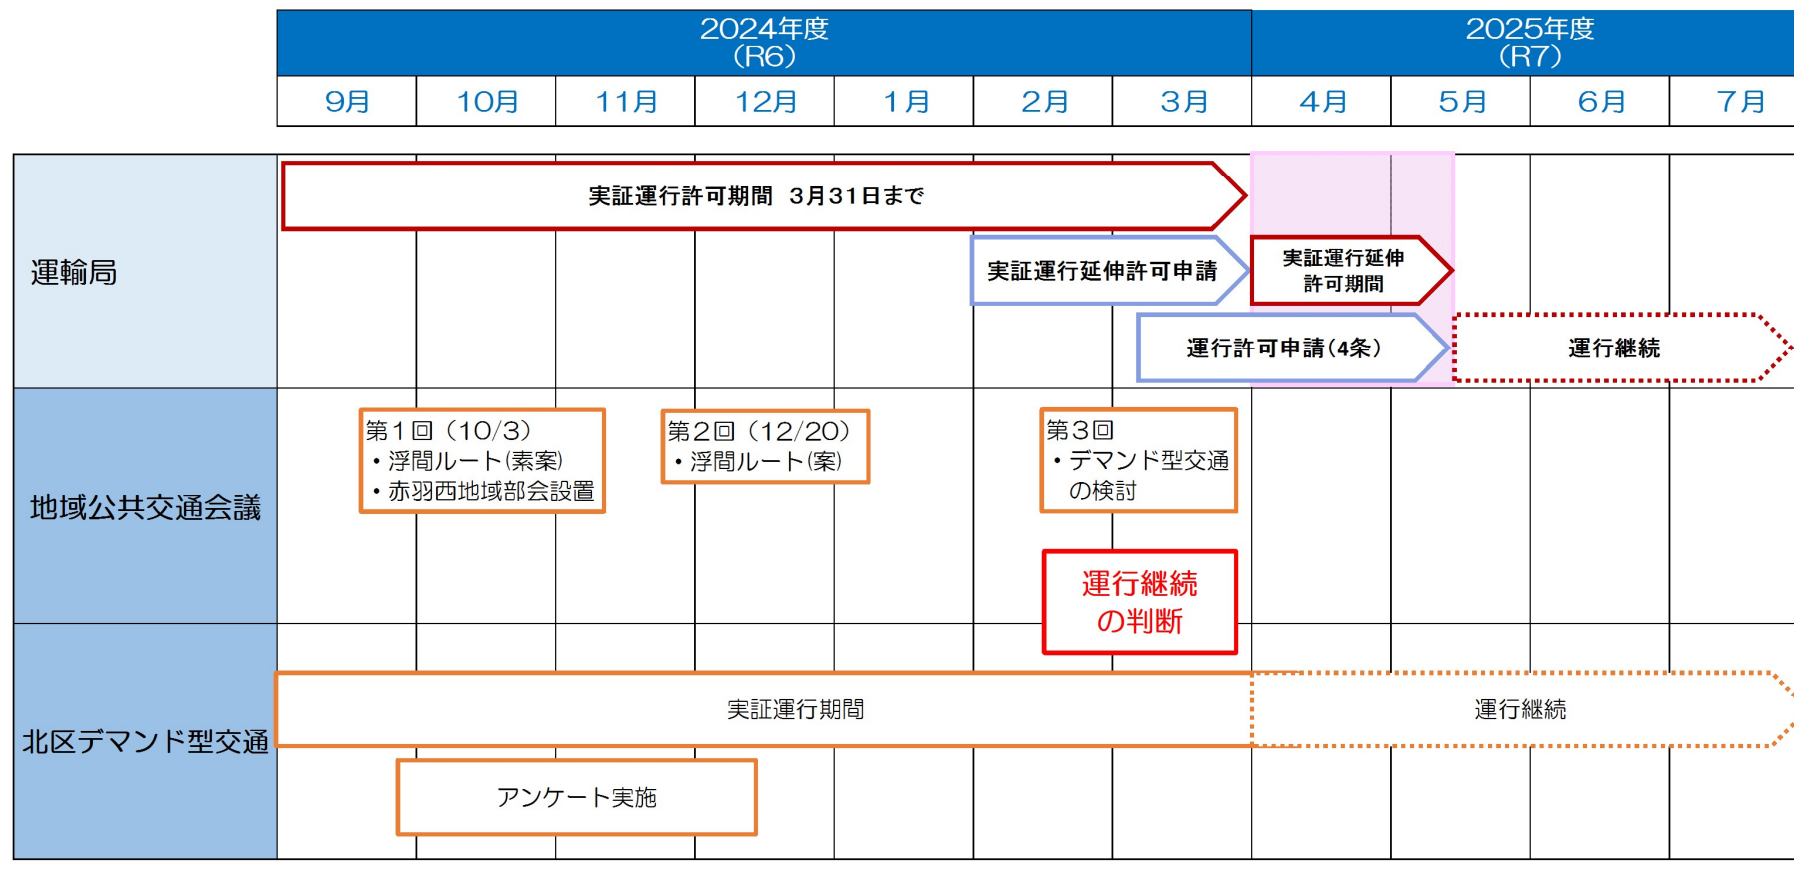 2024年度
（R6）
2025年度
（R7）
9月
10月
11月
12月
1月
2月
3月
4月
5月
6月
7月
運輸局
実証運行許可期間　3月31日まで
実証運行延伸許可申請
実証運行延伸
許可期間
運行許可申請（4条）
運行継続
地域公共交通会議
第1回（10/3）
・浮間ルート（素案）
・赤羽西地域部会設置
第2回（12/20）
・浮間ルート（案）
第3回
・デマンド型交通
の検討
運行継続
の判断
北区デマンド型交通
実証運行期間
運行継続
アンケート実施